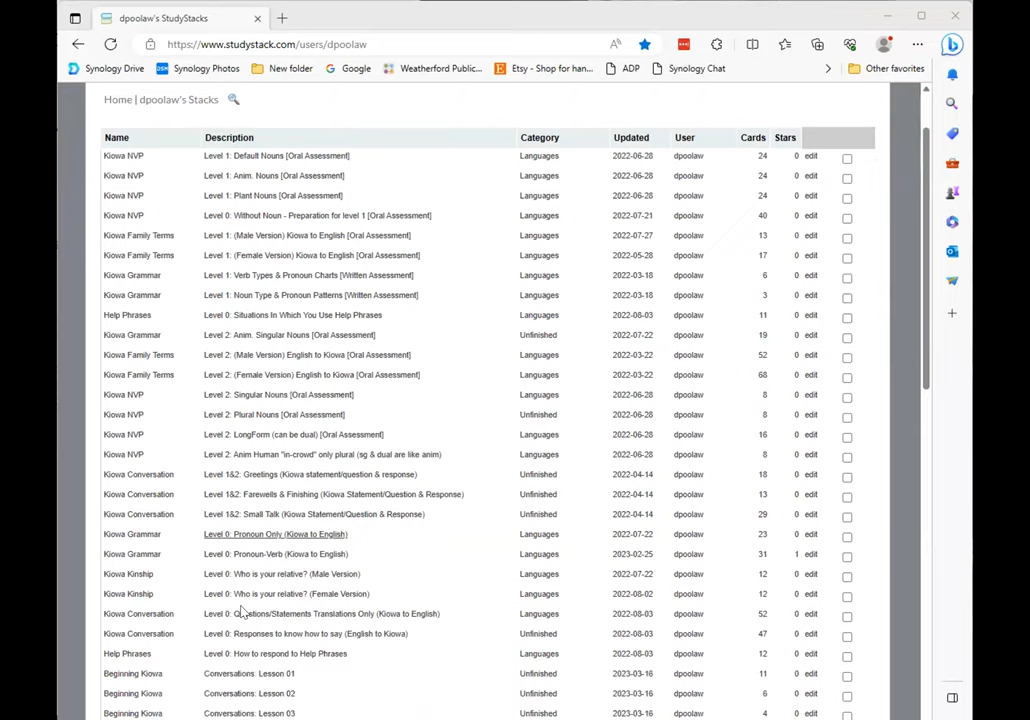 dpoolaw's StudyStacks
https://www.studystack.com/users/dpoolaw
Synology Drive
DSM Synology Photos
New folder
Google
Weatherford Public...
Etsy - Shop for han...
ADP
Synology Chat
Other favorites
Home | dpoolaw's Stacks
Name Description Category Updated User Cards Stars
Kiowa NVP Level 1: Default Nouns [Oral Assessment] Languages 2022-06-28 dpoolaw 24 0 edit
Kiowa NVP Level 1: Anim. Nouns [Oral Assessment] Languages 2022-06-28 dpoolaw 24 0 edit
Kiowa NVP Level 1: Plant Nouns [Oral Assessment] Languages 2022-06-28 dpoolaw 24 0 edit
Kiowa NVP Level 0: Without Noun - Preparation for level 1 [Oral Assessment] Languages 2022-07-21 dpoolaw 40 0 edit
Kiowa Family Terms Level 1: (Male Version) Kiowa to English [Oral Assessment] Languages 2022-07-27 dpoolaw 13 0 edit
Kiowa Family Terms Level 1: (Female Version) Kiowa to English [Oral Assessment] Languages 2022-05-28 dpoolaw 17 0 edit
Kiowa Grammar Level 1: Verb Types & Pronoun Charts [Written Assessment] Languages 2022-03-18 dpoolaw 6 0 edit
Kiowa Grammar Level 1: Noun Type & Pronoun Patterns [Written Assessment] Languages 2022-03-18 dpoolaw 3 0 edit
Help Phrases Level 0: Situations In Which You Use Help Phrases Languages 2022-08-03 dpoolaw 11 0 edit
Kiowa Grammar Level 2: Anim. Singular Nouns [Oral Assessment] Unfinished 2022-07-22 dpoolaw 19 0 edit
Kiowa Family Terms Level 2: (Male Version) English to Kiowa [Oral Assessment] Languages 2022-03-22 dpoolaw 52 0 edit
Kiowa Family Terms Level 2: (Female Version) English to Kiowa [Oral Assessment] Languages 2022-03-22 dpoolaw 68 0 edit
Kiowa NVP Level 2: Singular Nouns [Oral Assessment] Languages 2022-06-28 dpoolaw 8 0 edit
Kiowa NVP Level 2: Plural Nouns [Oral Assessment] Unfinished 2022-06-28 dpoolaw 8 0 edit
Kiowa NVP Level 2: LongForm (can be dual) [Oral Assessment] Languages 2022-06-28 dpoolaw 16 0 edit
Kiowa NVP Level 2: Anim Human "in-crowd" only plural (sg & dual are like anim) Languages 2022-06-28 dpoolaw 8 0 edit
Kiowa Conversation Level 1&2: Greetings (Kiowa statement/question & response) Unfinished 2022-04-14 dpoolaw 18 0 edit
Kiowa Conversation Level 1&2: Farewells & Finishing (Kiowa Statement/Question & Response) Unfinished 2022-04-14 dpoolaw 13 0 edit
Kiowa Conversation Level 1&2: Small Talk (Kiowa Statement/Question & Response) Unfinished 2022-04-14 dpoolaw 29 0 edit
Kiowa Grammar Level 0: Pronoun Only (Kiowa to English) Languages 2022-07-22 dpoolaw 23 0 edit
Kiowa Grammar Level 0: Pronoun-Verb (Kiowa to English) Languages 2023-02-25 dpoolaw 31 1 edit
Kiowa Kinship Level 0: Who is your relative? (Male Version) Languages 2022-07-22 dpoolaw 12 0 edit
Kiowa Kinship Level 0: Who is your relative? (Female Version) Languages 2022-08-02 dpoolaw 12 0 edit
Kiowa Conversation Level 0: Questions/Statements Translations Only (Kiowa to English) Languages 2022-08-03 dpoolaw 52 0 edit
Kiowa Conversation Level 0: Responses to know how to say (English to Kiowa) Unfinished 2022-08-03 dpoolaw 47 0 edit
Help Phrases Level 0: How to respond to Help Phrases Languages 2022-08-03 dpoolaw 12 0 edit
Beginning Kiowa Conversations: Lesson 01 Unfinished 2023-03-16 dpoolaw 11 0 edit
Beginning Kiowa Conversations: Lesson 02 Unfinished 2023-03-16 dpoolaw 6 0 edit
Beginning Kiowa Conversations: Lesson 03 Unfinished 2023-03-16 dpoolaw 4 0 edit